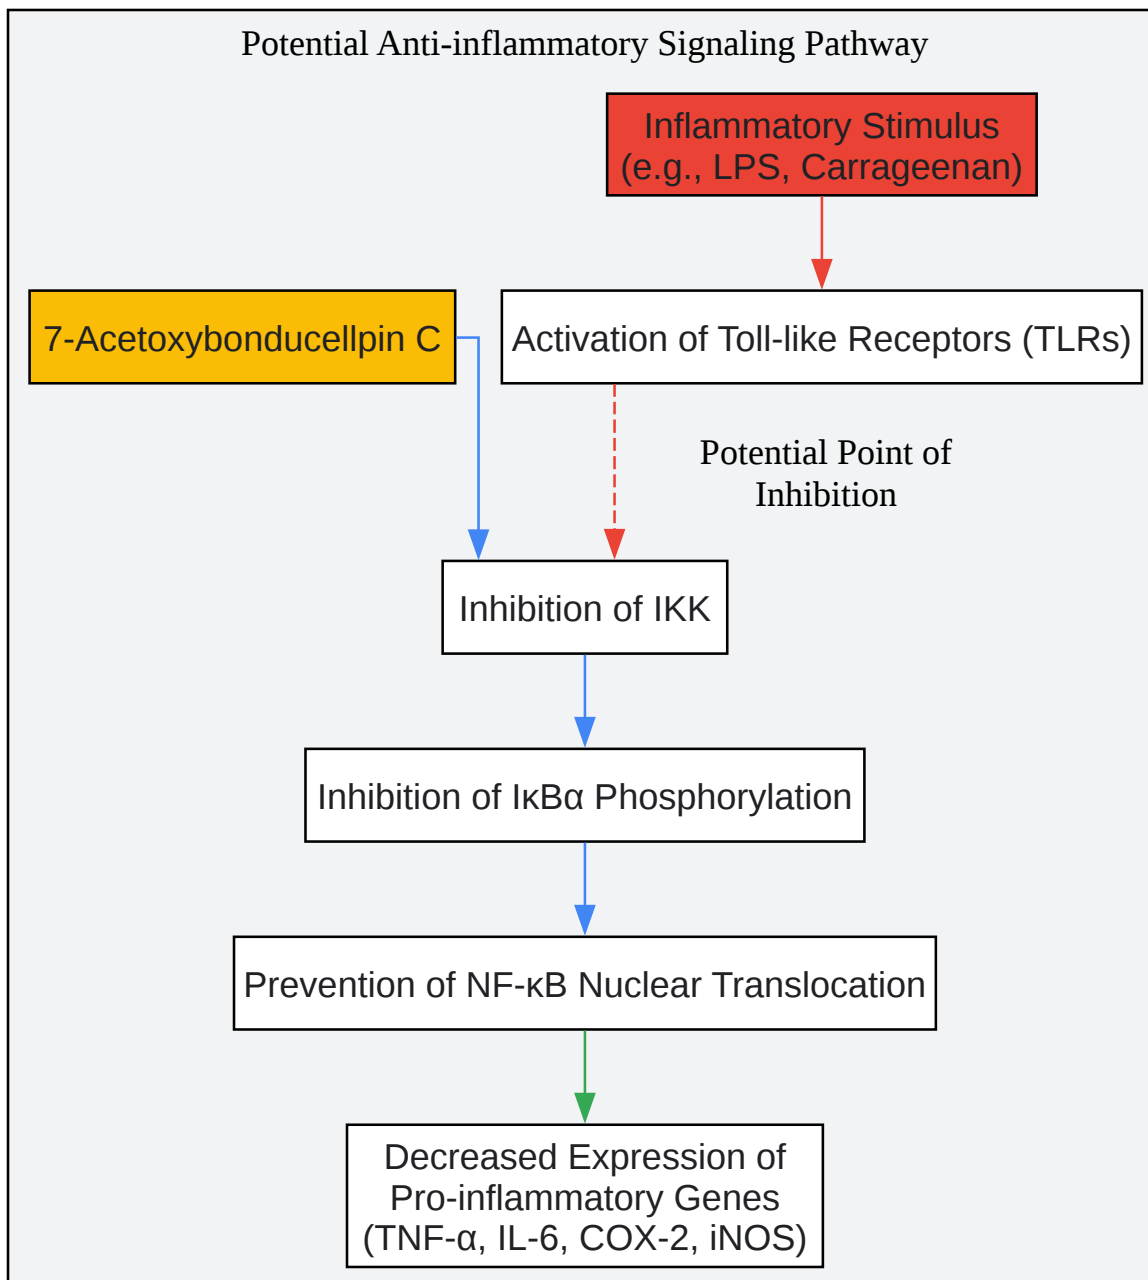 Potential Anti-inflammatory Signaling Pathway
Inflammatory Stimulus
(e.g., LPS, Carrageenan)
7-Acetoxybonducellpin C
Activation of Toll-like Receptors (TLRs)
Potential Point of
Inhibition
Inhibition of IKK
Inhibition of IκBα Phosphorylation
Prevention of NF-κB Nuclear Translocation
Decreased Expression of
Pro-inflammatory Genes
(TNF-α, IL-6, COX-2, iNOS)